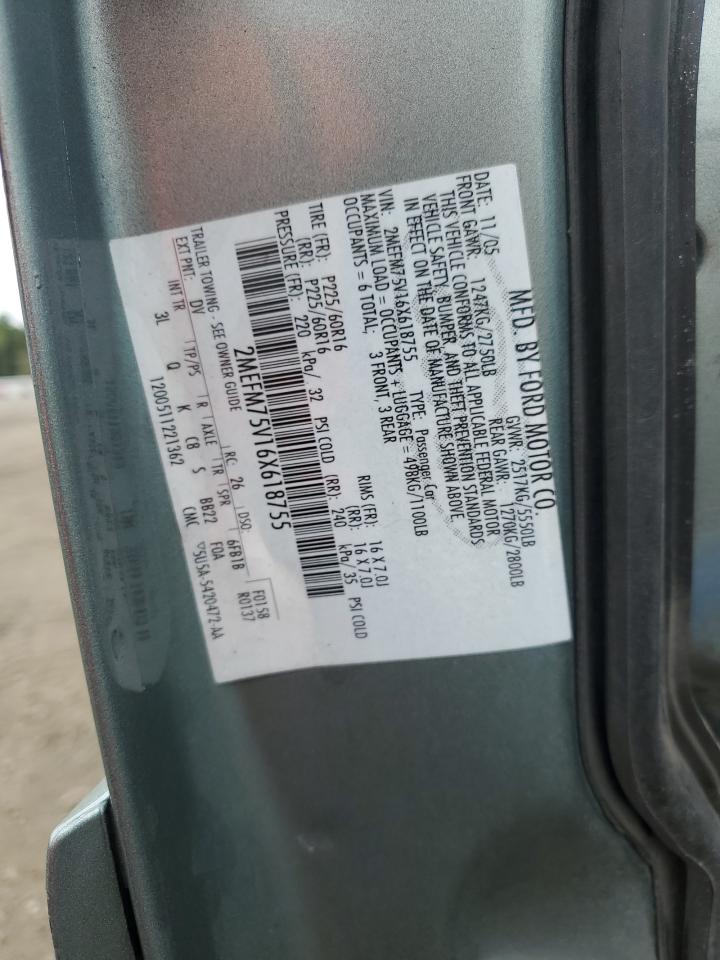 MFD. BY FORD MOTOR CO.
DATE: 11/05 GVWR: 2517KG/5550LB
FRONT GAWR: 1247KG/2750LB REAR GAWR: 1270KG/2800LB
THIS VEHICLE CONFORMS TO ALL APPLICABLE FEDERAL MOTOR
VEHICLE SAFETY, BUMPER, AND THEFT PREVENTION STANDARDS
IN EFFECT ON THE DATE OF MANUFACTURE SHOWN ABOVE
VIN: 2MEFM75V16X618755 TYPE: Passenger Car
MAXIMUM LOAD = OCCUPANTS + LUGGAGE = 498KG/1100LB
OCCUPANTS = 6 TOTAL; 3 FRONT, 3 REAR
TIRE (FR): P225/60R16 RIMS (FR): 16 X 7.0J
(RR): P225/60R16 (RR): 16 X 7.0J
PRESSURE (FR): 220 kPa/ 32 PSI COLD (RR): 240 kPa/35 PSI COLD
2MEFM75V16X618755
TRAILER TOWING - SEE OWNER GUIDE
EXT PNT: DV RC: 26 DSO: F0158
INT TR TP/PS R AXLE TR SPR 6FB1B R0137
3L Q K C8 S BB22 FOA
1200511221362 CMC 5U5A-5420472-AA